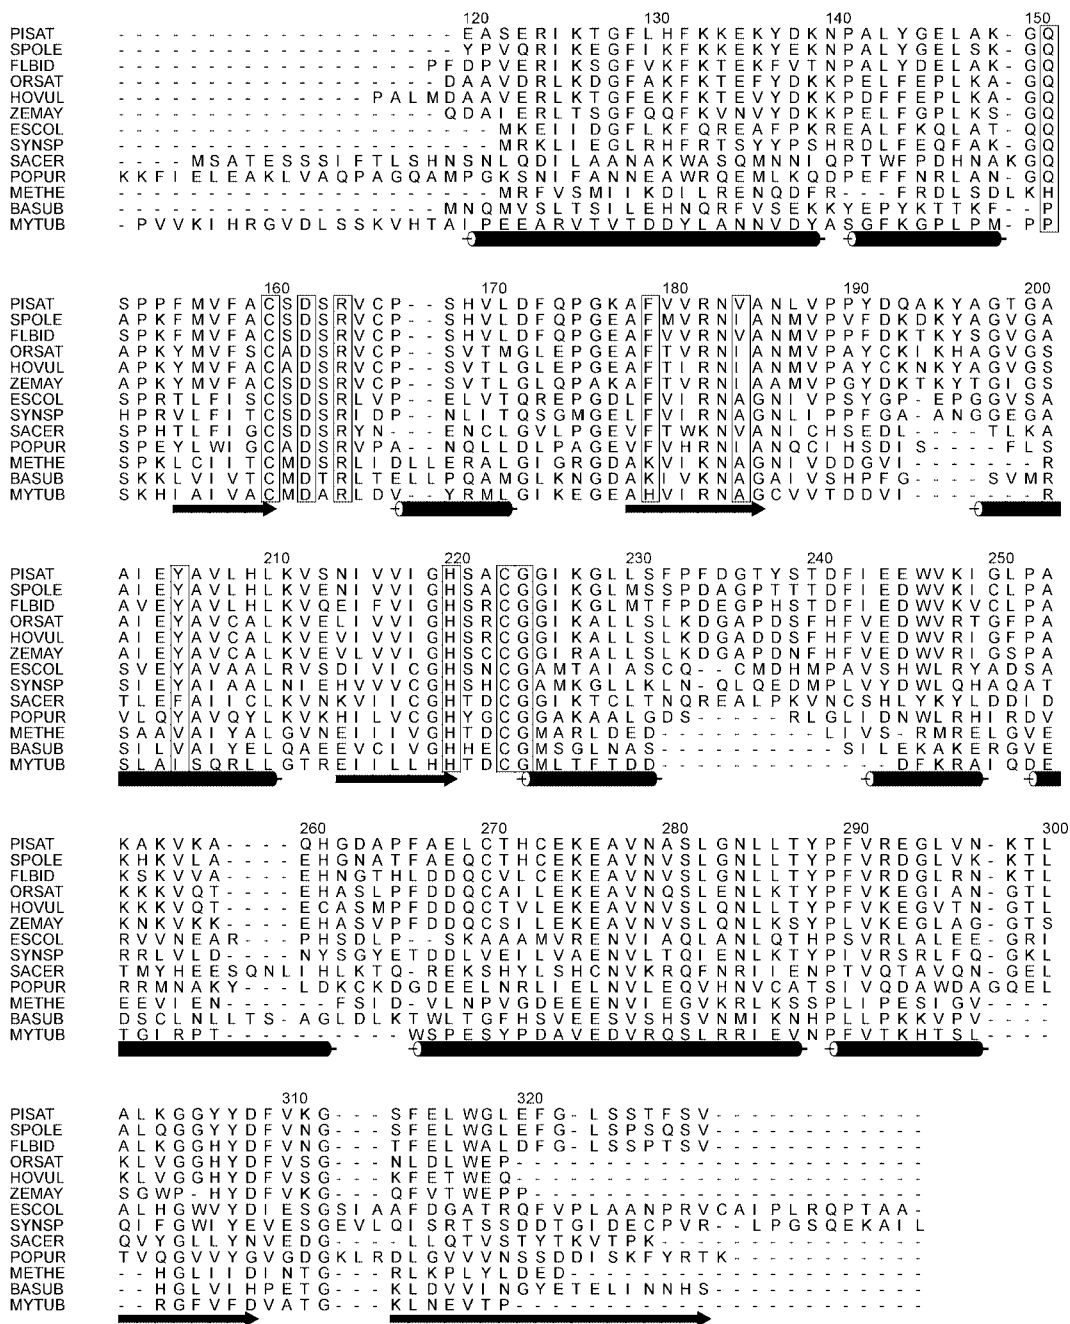 120 130 140 150
PISAT - - - - - - - - - - - - - - - - - - - E A S E R I K T G F L H F K K E K Y D K N P A L Y G E L A K - G Q
SPOLE - - - - - - - - - - - - - - - - - - - Y P V Q R I K E G F I K F K K E K Y E K N P A L Y G E L S K - G Q
FLBID - - - - - - - - - - - - - - - - - P F D P V E R I K S G F V K F K T E K F V T N P A L Y D E L A K - G Q
ORSAT - - - - - - - - - - - - - - - - - - D A A V D R L K D G F A K F K T E F Y D K K P E L F E P L K A - G Q
HOVUL - - - - - - - - - - - - - - P A L M D A A V E R L K T G F E K F K T E V Y D K K P D F F E P L K A - G Q
ZEMAY - - - - - - - - - - - - - - - - - - Q D A I E R L T S G F Q Q F K V N V Y D K K P E L F G P L K S - G Q
ESCOL - - - - - - - - - - - - - - - - - - - - - M K E I I D G F L K F Q R E A F P K R E A L F K Q L A T - Q Q
SYNSP - - - - - - - - - - - - - - - - - - - - - M R K L I E G L R H F R T S Y Y P S H R D L F E Q F A K - G Q
SACER - - - - M S A T E S S S I F T L S H N S N L Q D I L A A N A K W A S Q M N N I Q P T W F P D H N A K G Q
POPUR K K F I E L E A K L V A Q P A G Q A M P G K S N I F A N N E A W R Q E M L K Q D P E F F N R L A N - G Q
METHE - - - - - - - - - - - - - - - - - - - - - M R F V S M I I K D I L R E N Q D F R - - F R D L S D L K H
BASUB - - - - - - - - - - - - - - - - - - M N Q M V S L T S I L E H N Q R F V S E K K Y E P Y K T T K F - - P
MYTUB - P V V K I H R G V D L S S K V H T A I P E E A R V T V T D D Y L A N N V D Y A S G F K G P L P M - P P
160 170 180 190 200
PISAT S P P F M V F A C S D S R V C P - - S H V L D F Q P G K A F V V R N V A N L V P P Y D Q A K Y A G T G A
SPOLE A P K F M V F A C S D S R V C P - - S H V L D F Q P G E A F M V R N I A N M V P V F D K D K Y A G V G A
FLBID S P K F M V F A C S D S R V C P - - S H V L D F Q P G E A F V V R N V A N M V P P F D K T K Y S G V G A
ORSAT A P K Y M V F S C A D S R V C P - - S V T M G L E P G E A F T V R N I A N M V P A Y C K I K H A G V G S
HOVUL A P K Y M V F A C A D S R V C P - - S V T L G L E P G E A F T I R N I A N M V P A Y C K N K Y A G V G S
ZEMAY A P K Y M V F A C S D S R V C P - - S V T L G L Q P A K A F T V R N I A A M V P G Y D K T K Y T G I G S
ESCOL S P R T L F I S C S D S R L V P - - E L V T Q R E P G D L F V I R N A G N I V P S Y G P - E P G G V S A
SYNSP H P R V L F I T C S D S R I D P - - N L I T Q S G M G E L F V I R N A G N L I P P F G A - A N G G E G A
SACER S P H T L F I G C S D S R Y N - - - E N C L G V L P G E V F T W K N V A N I C H S E D L - - - - T L K A
POPUR S P E Y L W I G C A D S R V P A - - N Q L L D L P A G E V F V H R N I A N Q C I H S D I S - - - - F L S
METHE S P K L C I I T C M D S R L I D L L E R A L G I G R G D A K V I K N A G N I V D D G V I - - - - - - - R
BASUB S K K L V I V T C M D T R L T E L L P Q A M G L K N G D A K I V K N A G A I V S H P F G - - - - S V M R
MYTUB S K H I A I V A C M D A R L D V - - Y R M L G I K E G E A H V I R N A G C V V T D D V I - - - - - - - R
210 220 230 240 250
PISAT A I E Y A V L H L K V S N I V V I G H S A C G G I K G L L S F P F D G T Y S T D F I E E W V K I G L P A
SPOLE A I E Y A V L H L K V E N I V V I G H S A C G G I K G L M S S P D A G P T T T D F I E D W V K I C L P A
FLBID A V E Y A V L H L K V Q E I F V I G H S R C G G I K G L M T F P D E G P H S T D F I E D W V K V C L P A
ORSAT A I E Y A V C A L K V E L I V V I G H S R C G G I K A L L S L K D G A P D S F H F V E D W V R T G F P A
HOVUL A I E Y A V C A L K V E V I V V I G H S R C G G I K A L L S L K D G A D D S F H F V E D W V R I G F P A
ZEMAY A I E Y A V C A L K V E V L V V I G H S C C G G I R A L L S L K D G A P D N F H F V E D W V R I G S P A
ESCOL S V E Y A V A A L R V S D I V I C G H S N C G A M T A I A S C Q - - C M D H M P A V S H W L R Y A D S A
SYNSP S I E Y A I A A L N I E H V V V C G H S H C G A M K G L L K L N - Q L Q E D M P L V Y D W L Q H A Q A T
SACER T L E F A I I C L K V N K V I I C G H T D C G G I K T C L T N Q R E A L P K V N C S H L Y K Y L D D I D
POPUR V L Q Y A V Q Y L K V K H I L V C G H Y G C G G A K A A L G D S - - - - - - R L G L I D N W L R H I R D V
METHE S A A V A I Y A L G V N E I I I V G H T D C G M A R L D E D - - - - - - - - - L I V S - R M R E L G V E
BASUB S I L V A I Y E L Q A E E V C I V G H H E C G M S G L N A S - - - - - - - - - - S I L E K A K E R G V E
MYTUB S L A I S Q R L L G T R E I I L L H H T D C G M L T F T D D - - - - - - - - - - - - D F K R A I Q D E
260 270 280 290 300
PISAT K A K V K A - - - - Q H G D A P F A E L C T H C E K E A V N A S L G N L L T Y P F V R E G L V N - K T L
SPOLE K H K V L A - - - - E H G N A T F A E Q C T H C E K E A V N V S L G N L L T Y P F V R D G L V K - K T L
FLBID K S K V V A - - - - E H N G T H L D D Q C V L C E K E A V N V S L G N L L T Y P F V R D G L R N - K T L
ORSAT K K K V Q T - - - - E H A S L P F D D Q C A I L E K E A V N Q S L E N L K T Y P F V K E G I A N - G T L
HOVUL K K K V Q T - - - - E C A S M P F D D Q C T V L E K E A V N V S L Q N L L T Y P F V K E G V T N - G T L
ZEMAY K N K V K K - - - - E H A S V P F D D Q C S I L E K E A V N V S L Q N L K S Y P L V K E G L A G - G T S
ESCOL R V V N E A R - - - P H S D L P - - S K A A A M V R E N V I A Q L A N L Q T H P S V R L A L E E - G R I
SYNSP R R L V L D - - - - N Y S G Y E T D D L V E I L V A E N V L T Q I E N L K T Y P I V R S R L F Q - G K L
SACER T M Y H E E S Q N L I H L K T Q - R E K S H Y L S H C N V K R Q F N R I I E N P T V Q T A V Q N - G E L
POPUR R R M N A K Y - - - L D K C K D G D E E L N R L I E L N V L E Q V H N V C A T S I V Q D A W D A G Q E L
METHE E E V I E N - - - - - F S I D - V L N P V G D E E E N V I E G V K R L K S S P L I P E S I G V - - - -
BASUB D S C L N L L T S - A G L D L K T W L T G F H S V E E S V S H S V N M I K N H P L L P K K V P V - - - -
MYTUB T G I R P T - - - - - - - - - - W S P E S Y P D A V E D V R Q S L R R I E V N P F V T K H T S L - - - -
310 320
PISAT A L K G G Y Y D F V K G - - - S F E L W G L E F G - L S S T F S V - - - - - - - - - - - -
SPOLE A L Q G G Y Y D F V N G - - - S F E L W G L E F G - L S P S Q S V - - - - - - - - - - - -
FLBID A L K G G H Y D F V N G - - - T F E L W A L D F G - L S S P T S V - - - - - - - - - - - -
ORSAT K L V G G H Y D F V S G - - - N L D L W E P - - - - - - - - - - - - - - - - - - - - - - -
HOVUL K L V G G H Y D F V S G - - - K F E T W E Q - - - - - - - - - - - - - - - - - - - - - - -
ZEMAY S G W P - H Y D F V K G - - - Q F V T W E P P - - - - - - - - - - - - - - - - - - - - - -
ESCOL A L H G W V Y D I E S G S I A A F D G A T R Q F V P L A A N P R V C A I P L R Q P T A A -
SYNSP Q I F G W I Y E V E S G E V L Q I S R T S S D D T G I D E C P V R - - L P G S Q E K A I L
SACER Q V Y G L L Y N V E D G - - - L L Q T V S T Y T K V T P K - - - - - - - - - - - - - - -
POPUR T V Q G V V Y G V G D G K L R D L G V V V N S S D D I S K F Y R T K - - - - - - - - - - -
METHE - - H G L I I D I N T G - - - R L K P L Y L D E D - - - - - - - - - - - - - - - - - - - -
BASUB - - H G L V I H P E T G - - - K L D V V I N G Y E T E L I N N H S - - - - - - - - - - - -
MYTUB - - R G F V F D V A T G - - - K L N E V T P - - - - - - - - - - - - - - - - - - - - - - -